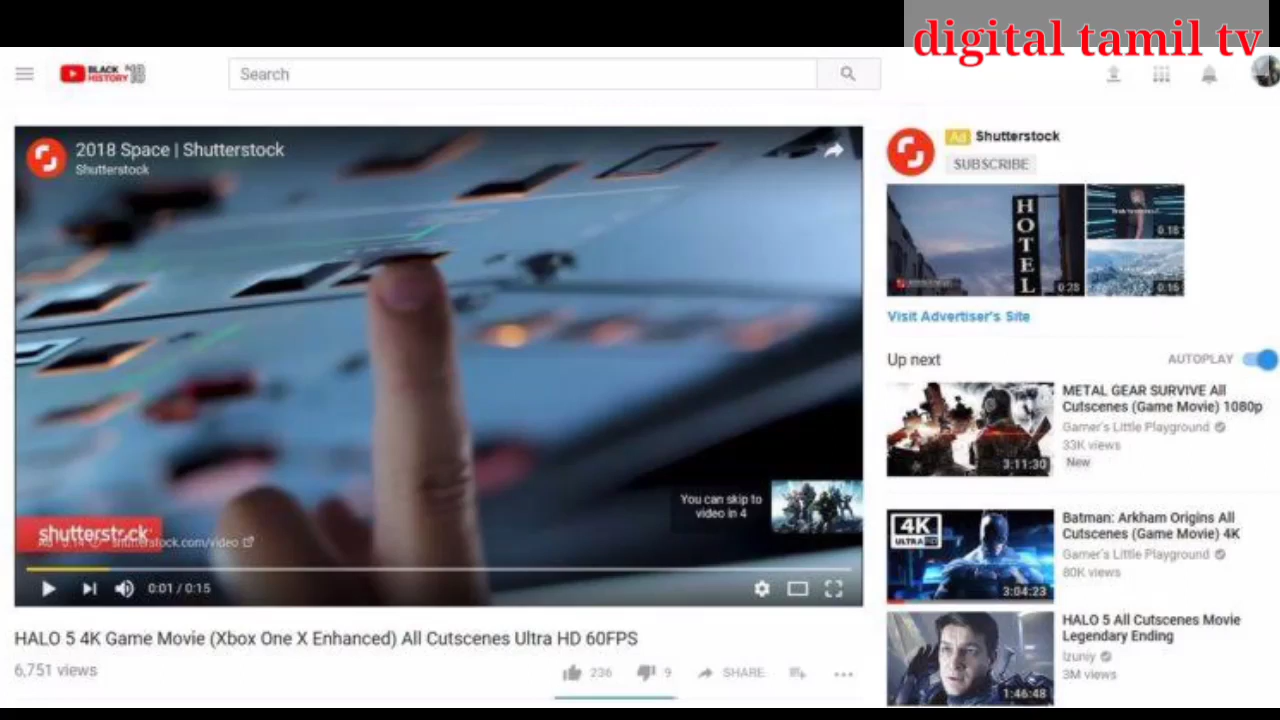 digital tamil tv
BLACK
HISTORY
Search
2018 Space | Shutterstock
Shutterstock
Ad Shutterstock
SUBSCRIBE
HOTEL
0:28
0:18
0:16
Visit Advertiser's Site
Up next
AUTOPLAY
METAL GEAR SURVIVE All
Cutscenes (Game Movie) 1080p
Gamer's Little Playground
33K views
New
3:11:30
You can skip to
video in 4
shutterstock
Ad 0:14 shutterstock.com/video
0:01 / 0:15
4K
ULTRA HD
3:04:23
Batman: Arkham Origins All
Cutscenes (Game Movie) 4K
Gamer's Little Playground
80K views
HALO 5 All Cutscenes Movie
Legendary Ending
Izuniy
3M views
1:46:48
HALO 5 4K Game Movie (Xbox One X Enhanced) All Cutscenes Ultra HD 60FPS
6,751 views
236
9
SHARE